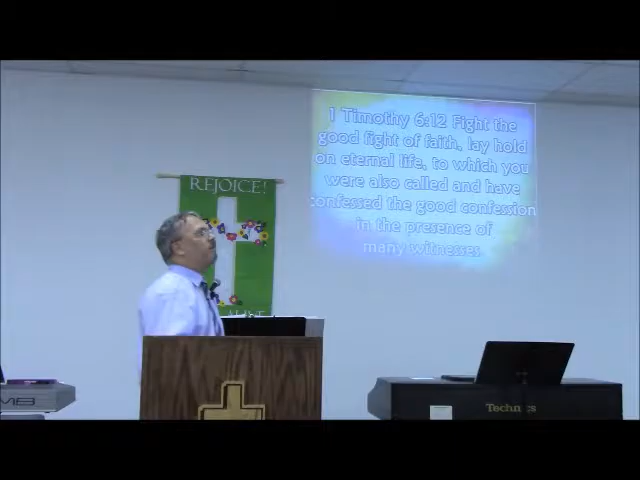 1 Timothy 6:12 Fight the
good fight of faith, lay hold
on eternal life, to which you
were also called and have
confessed the good confession
in the presence of
many witnesses.
REJOICE!
ALIVE
Technics